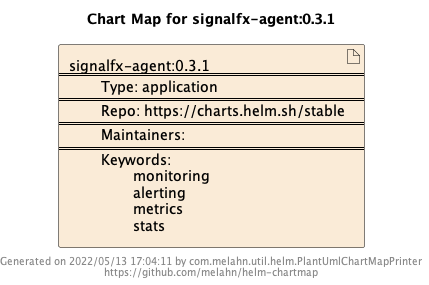 Chart Map for signalfx-agent:0.3.1
signalfx-agent:0.3.1
Type: application
Repo: https://charts.helm.sh/stable
Maintainers:
Keywords:
monitoring
alerting
metrics
stats
Generated on 2022/05/13 17:04:11 by com.melahn.util.helm.PlantUmlChartMapPrinter
https://github.com/melahn/helm-chartmap